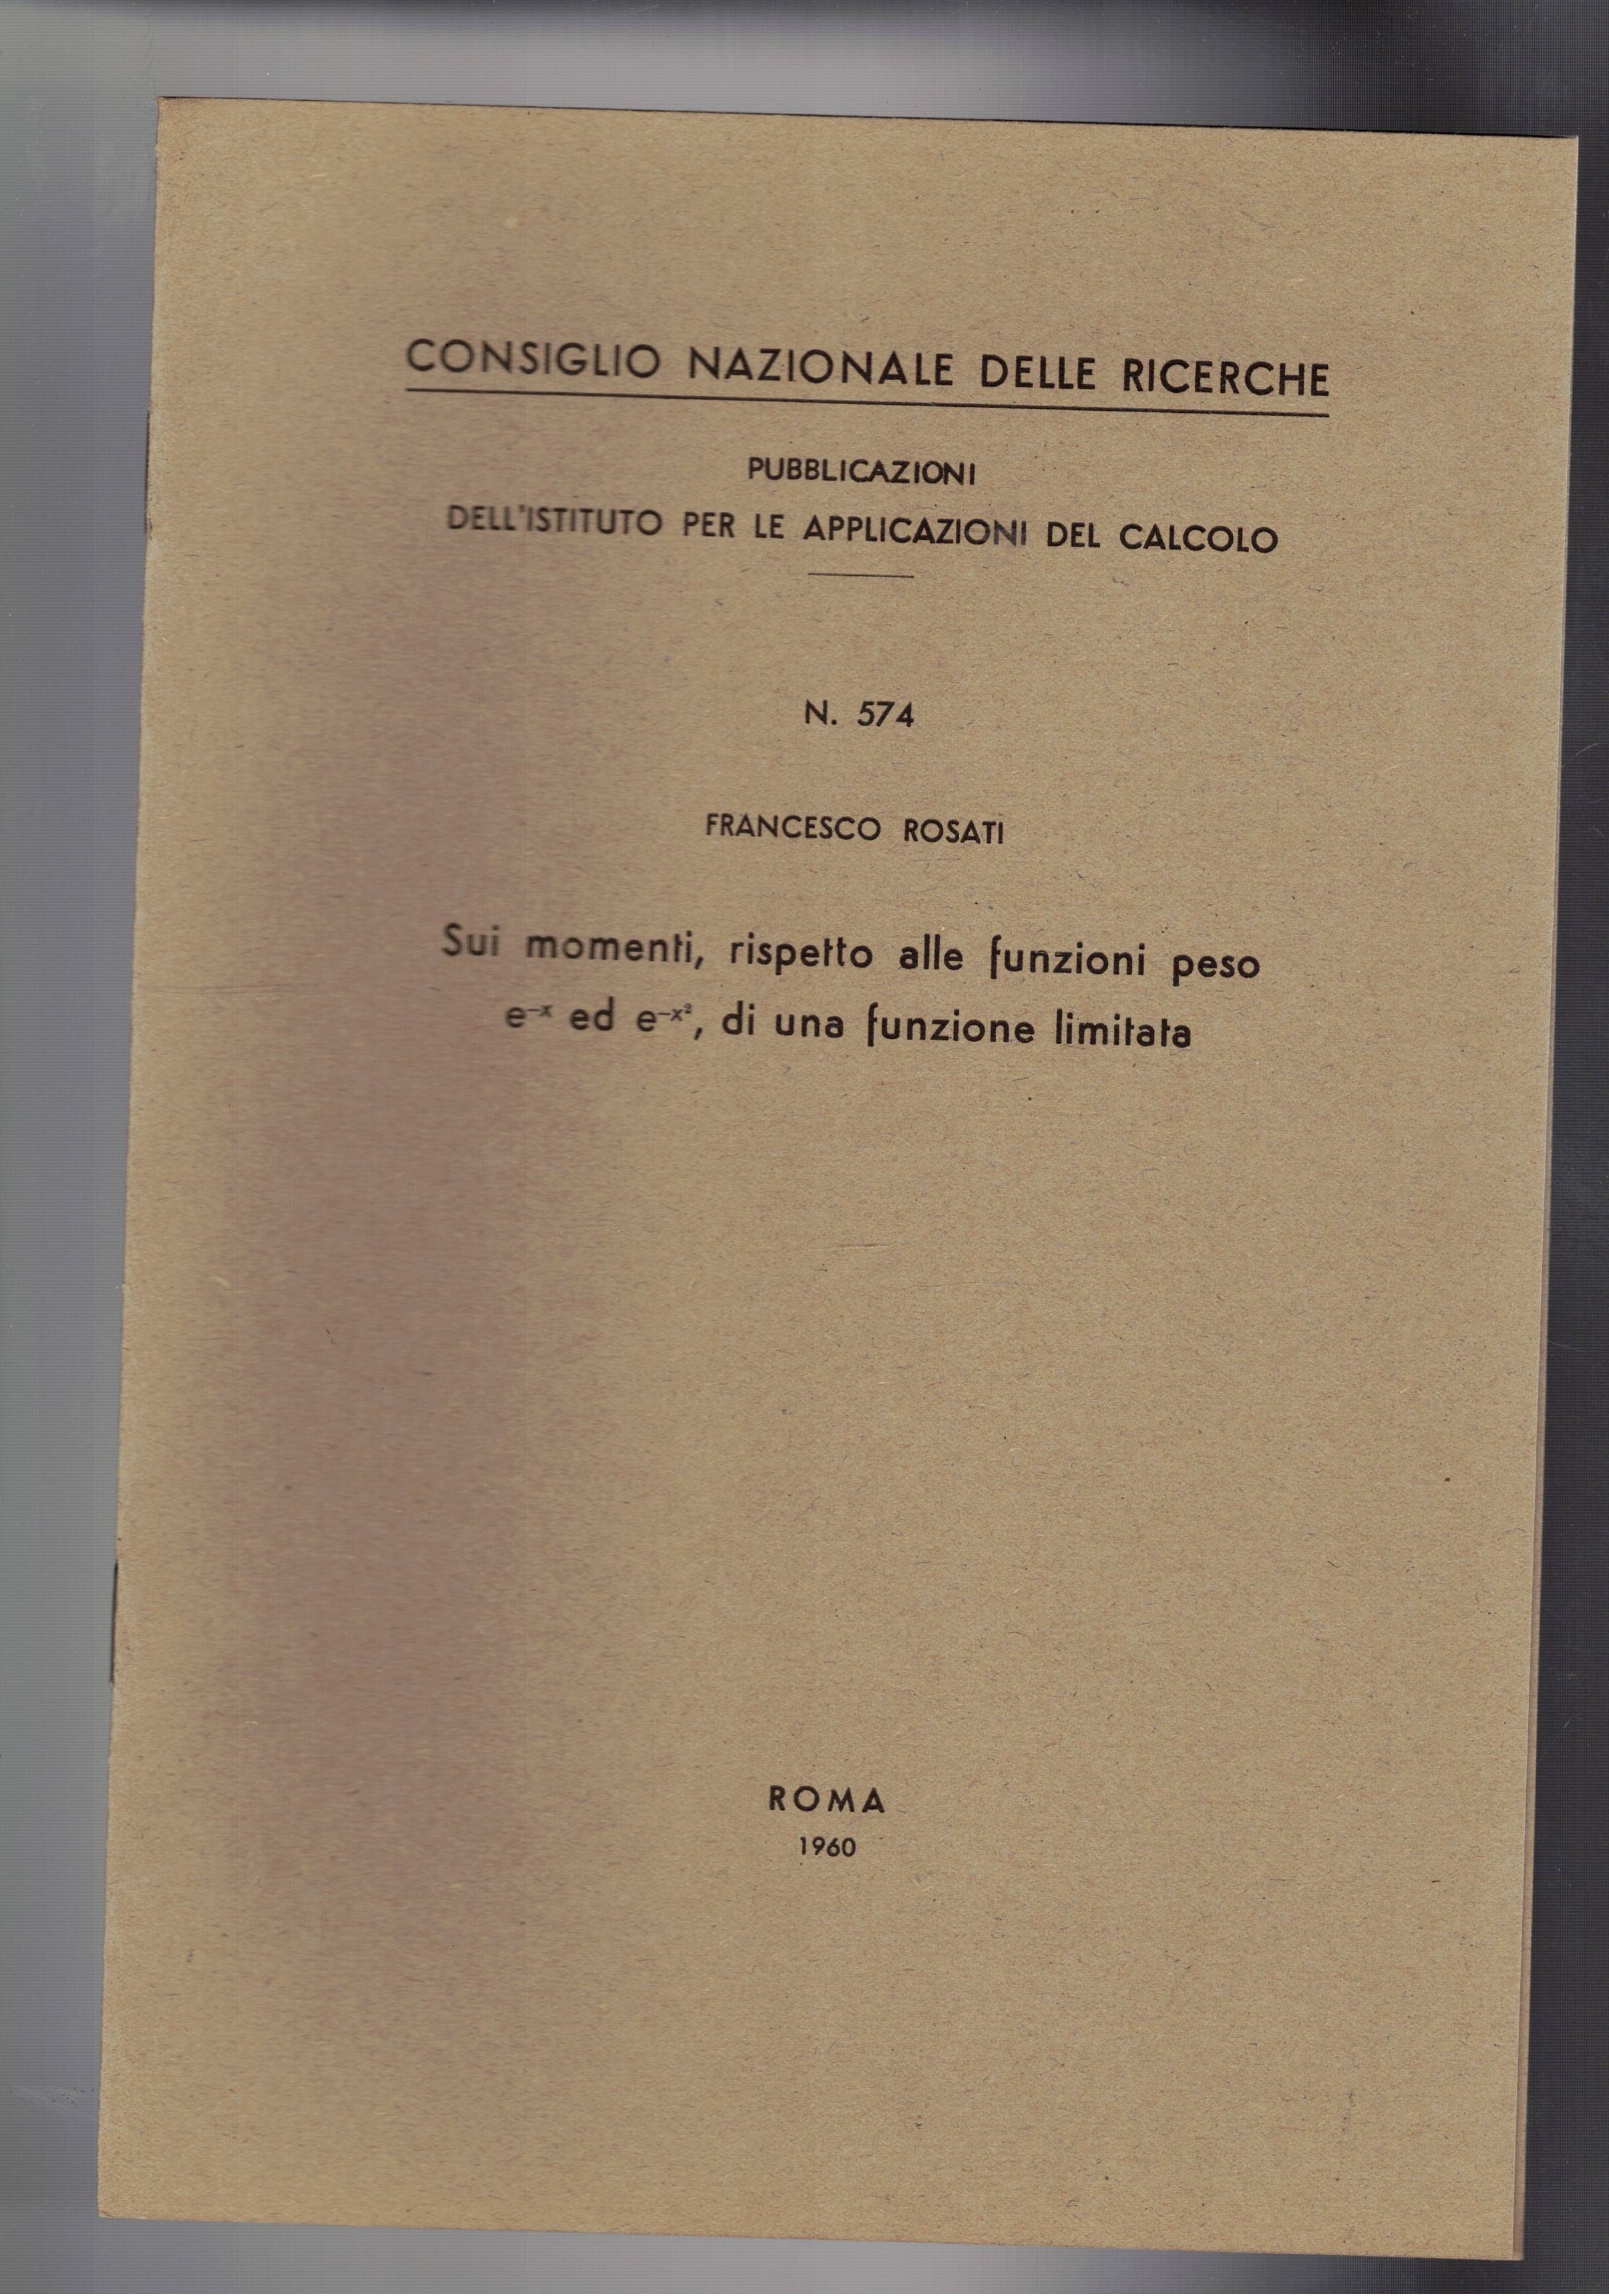 CONSIGLIO NAZIONALE DELLE RICERCHE
PUBBLICAZIONI
DELL'ISTITUTO PER LE APPLICAZIONI DEL CALCOLO
N. 574
FRANCESCO ROSATI
Sui momenti, rispetto alle funzioni peso
e⁻ˣ ed e^{-x²}, di una funzione limitata
ROMA
1960